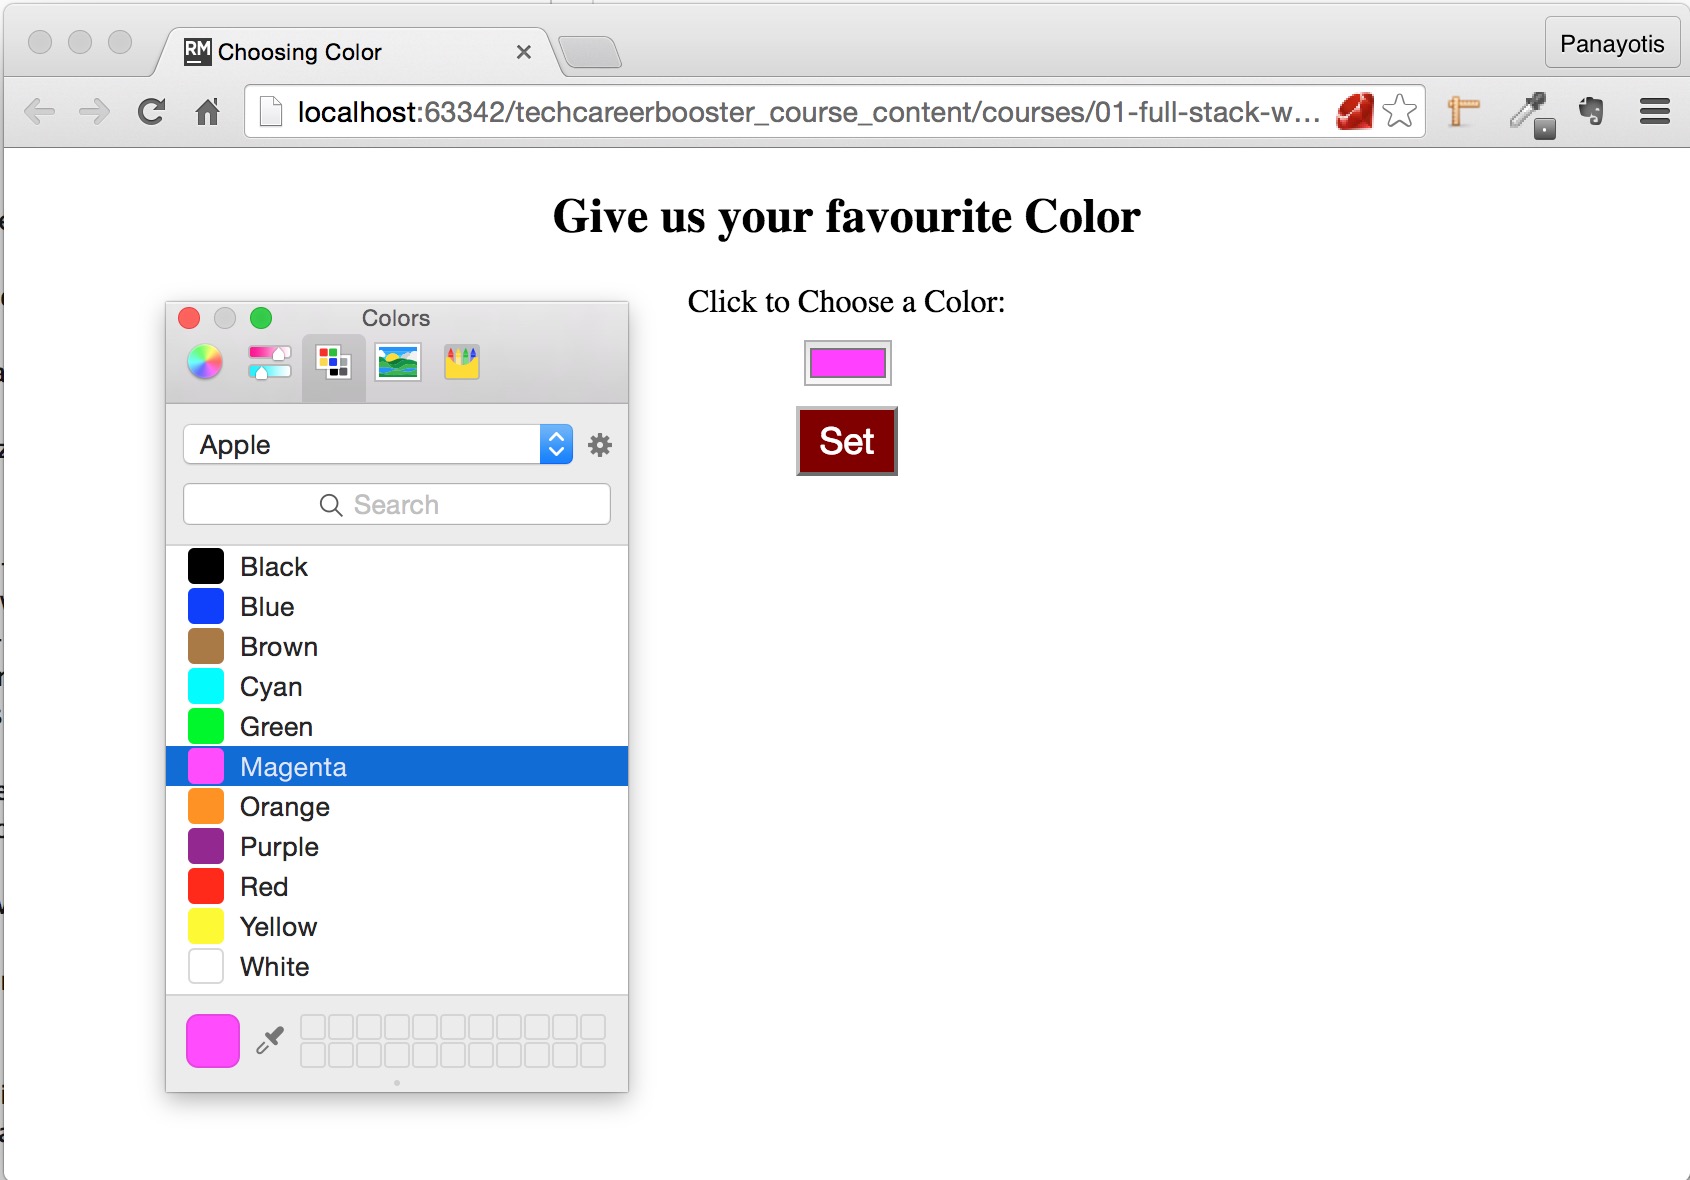 RM Choosing Color
Panayotis
localhost:63342/techcareerbooster_course_content/courses/01-full-stack-w...
Give us your favourite Color
Click to Choose a Color:
Set
Colors
Apple
Search
Black
Blue
Brown
Cyan
Green
Magenta
Orange
Purple
Red
Yellow
White